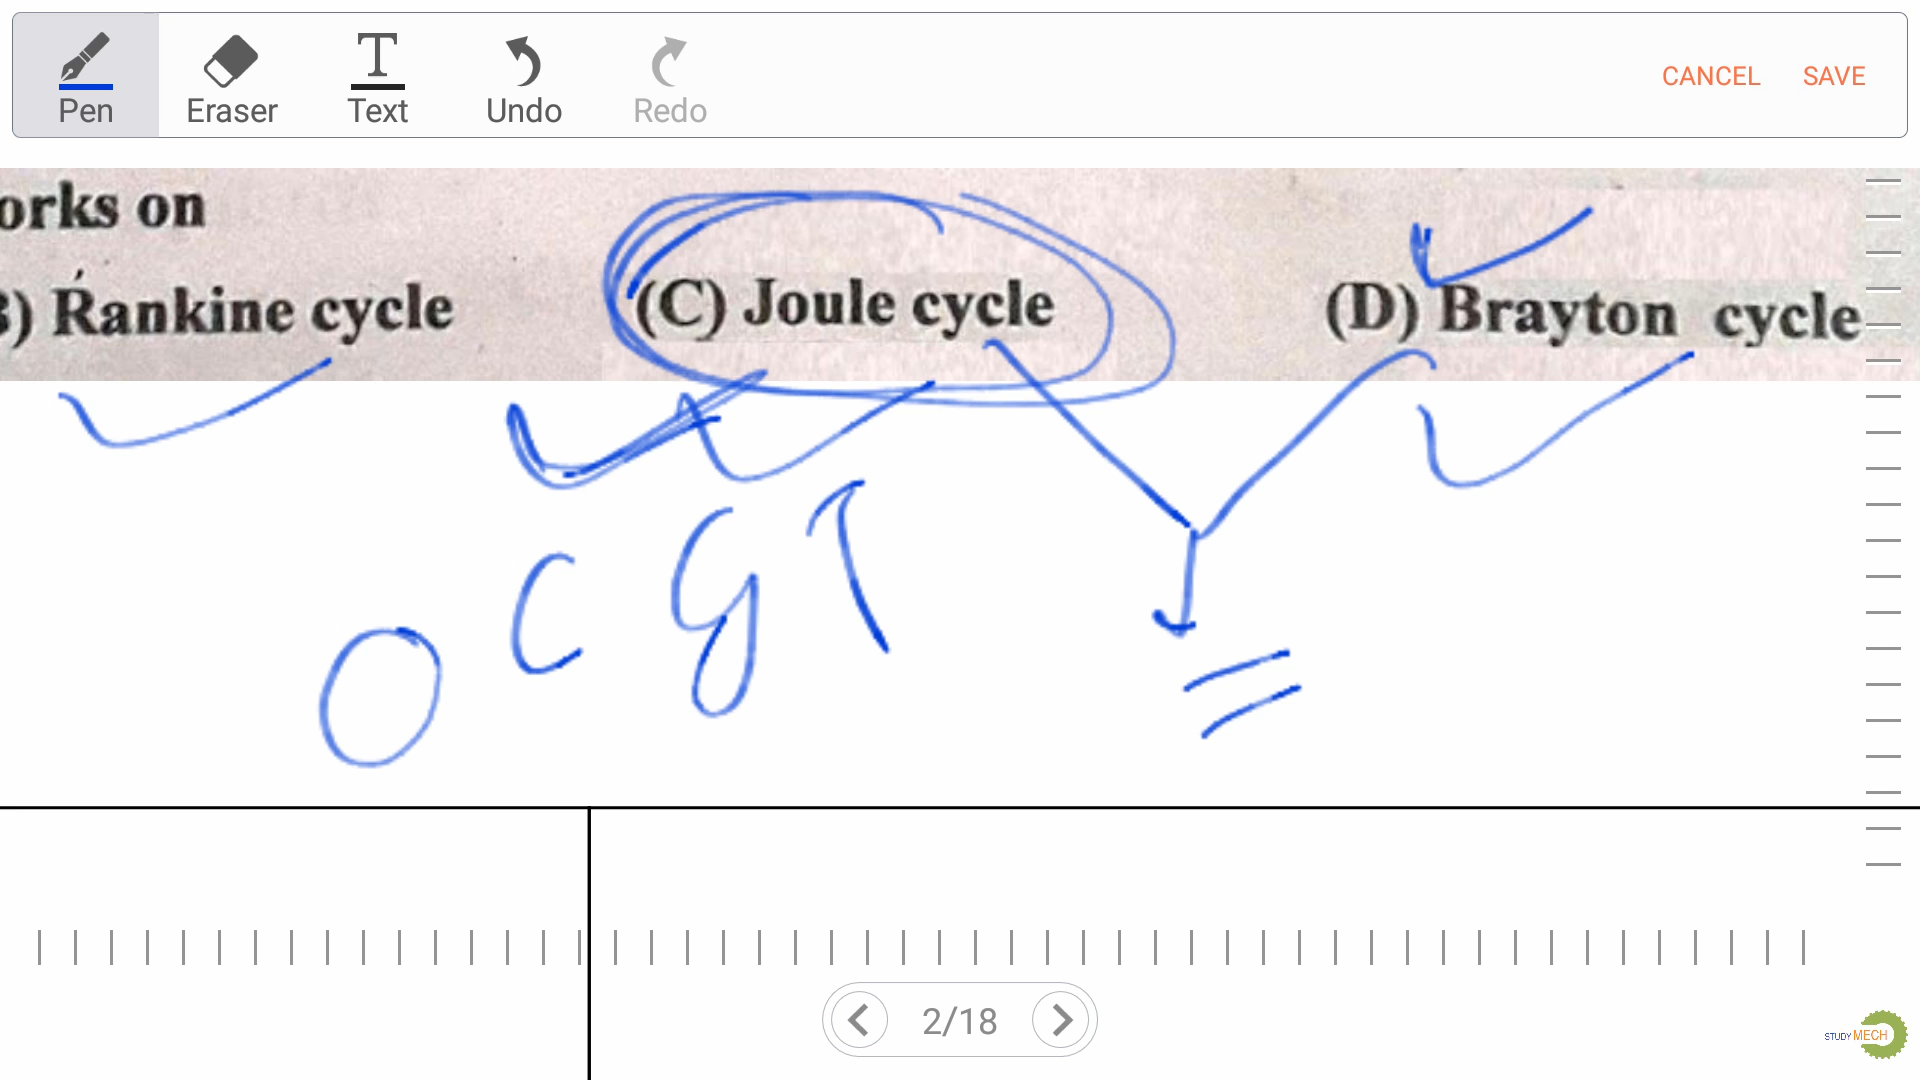 Pen Eraser Text Undo Redo CANCEL SAVE
orks on
) Rankine cycle (C) Joule cycle (D) Brayton cycle
O C G T
2/18
STUDY MECH